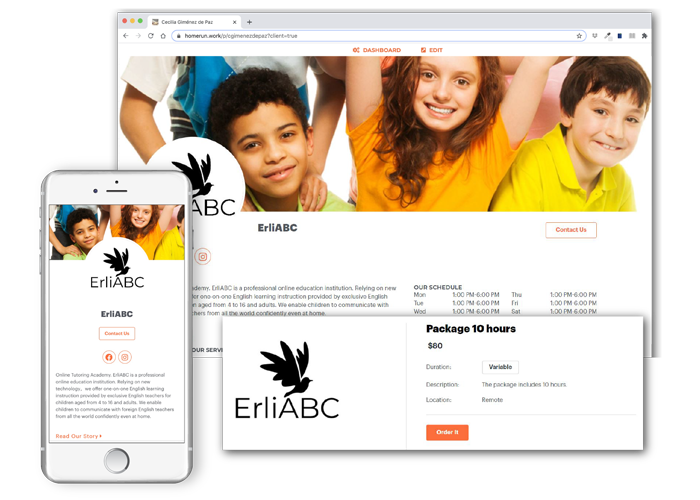 Cecilia Giménez de Paz
homerun.work/p/cgimenezdepaz?client=true
DASHBOARD EDIT
ABC
ErliABC
Contact Us
ademy. ErliABC is a professional online education institution. Relying on new
fer one-on-one English learning instruction provided by exclusive English
ren aged from 4 to 16 and adults. We enable children to communicate with
chers from all the world confidently even at home.
OUR SERVI
OUR SCHEDULE
Mon 1:00 PM-6:00 PM Thu 1:00 PM-6:00 PM
Tue 1:00 PM-6:00 PM Fri 1:00 PM-6:00 PM
Wed 1:00 PM-6:00 PM Sat 1:00 PM-6:00 PM
ErliABC
ErliABC
Contact Us
Online Tutoring Academy. ErliABC is a professional
online education institution. Relying on new
technology, we offer one-on-one English learning
instruction provided by exclusive English teachers for
children aged from 4 to 16 and adults. We enable
children to communicate with foreign English teachers
from all the world confidently even at home.
Read Our Story
ErliABC
Package 10 hours
$80
Duration: Variable
Description: The package includes 10 hours
Location: Remote
Order It